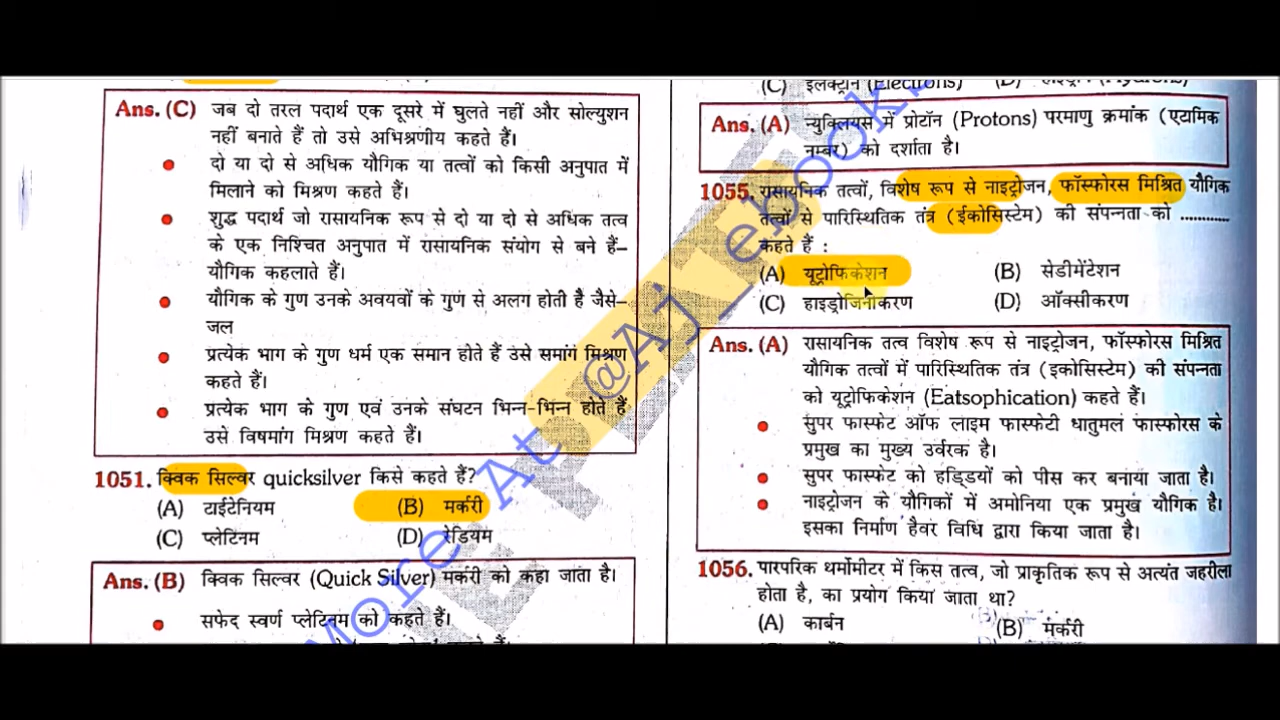 Ans. (C) जब दो तरल पदार्थ एक दूसरे में घुलते नहीं और सोल्युशन
नहीं बनाते हैं तो उसे अभिश्रणीय कहते हैं।
● दो या दो से अधिक यौगिक या तत्वों को किसी अनुपात में
मिलाने को मिश्रण कहते हैं।
● शुद्ध पदार्थ जो रासायनिक रूप से दो या दो से अधिक तत्व
के एक निश्चित अनुपात में रासायनिक संयोग से बने हैं–
यौगिक कहलाते हैं।
● यौगिक के गुण उनके अवयवों के गुण से अलग होती है जैसे–
जल
● प्रत्येक भाग के गुण धर्म एक समान होते हैं उसे समांग मिश्रण
कहते हैं।
● प्रत्येक भाग के गुण एवं उनके संघटन भिन्न-भिन्न होते हैं
उसे विषमांग मिश्रण कहते हैं।
1051. क्विक सिल्वर quicksilver किसे कहते हैं?
(A) टाईटेनियम (B) मर्करी
(C) प्लेटिनम (D) रेडियम
Ans. (B) क्विक सिल्वर (Quick Silver) मर्करी को कहा जाता है।
● सफेद स्वर्ण प्लेटिनम को कहते हैं।
(C) इलेक्ट्रॉन (Electrons) (D)
Ans. (A) न्युक्लियस में प्रोटॉन (Protons) परमाणु क्रमांक (एटामिक
नम्बर) को दर्शाता है।
1055. रासायनिक तत्वों, विशेष रूप से नाइट्रोजन, फॉस्फोरस मिश्रित यौगिक
तत्वों से पारिस्थितिक तंत्र (ईकोसिस्टेम) की संपन्नता को ............
कहते हैं :
(A) यूट्रोफिकेशन (B) सेडीमेंटेशन
(C) हाइड्रोजिनीकरण (D) ऑक्सीकरण
Ans. (A) रासायनिक तत्व विशेष रूप से नाइट्रोजन, फॉस्फोरस मिश्रित
यौगिक तत्वों में पारिस्थितिक तंत्र (इकोसिस्टेम) की संपन्नता
को यूट्रोफिकेशन (Eatsophication) कहते हैं।
● सुपर फास्फेट ऑफ लाइम फास्फेटी धातुमल फास्फोरस के
प्रमुख का मुख्य उर्वरक है।
● सुपर फास्फेट को हड्डियों को पीस कर बनाया जाता है।
● नाइट्रोजन के यौगिकों में अमोनिया एक प्रमुख यौगिक है।
इसका निर्माण हैवर विधि द्वारा किया जाता है।
1056. पारपरिक थर्मोमीटर में किस तत्व, जो प्राकृतिक रूप से अत्यंत जहरीला
होता है, का प्रयोग किया जाता था?
(A) कार्बन (B) मर्करी
More At @Aj_ebook